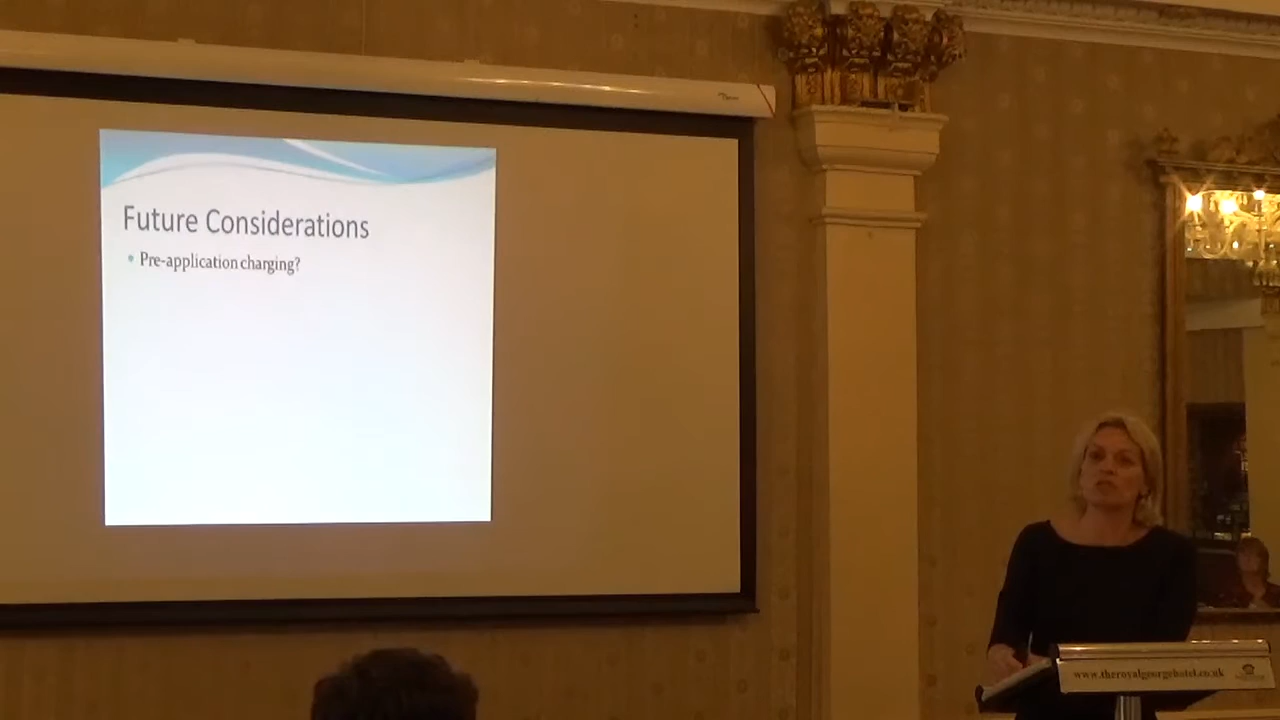 Future Considerations
Pre-application charging?
www.theroyalgeorgehotel.co.uk